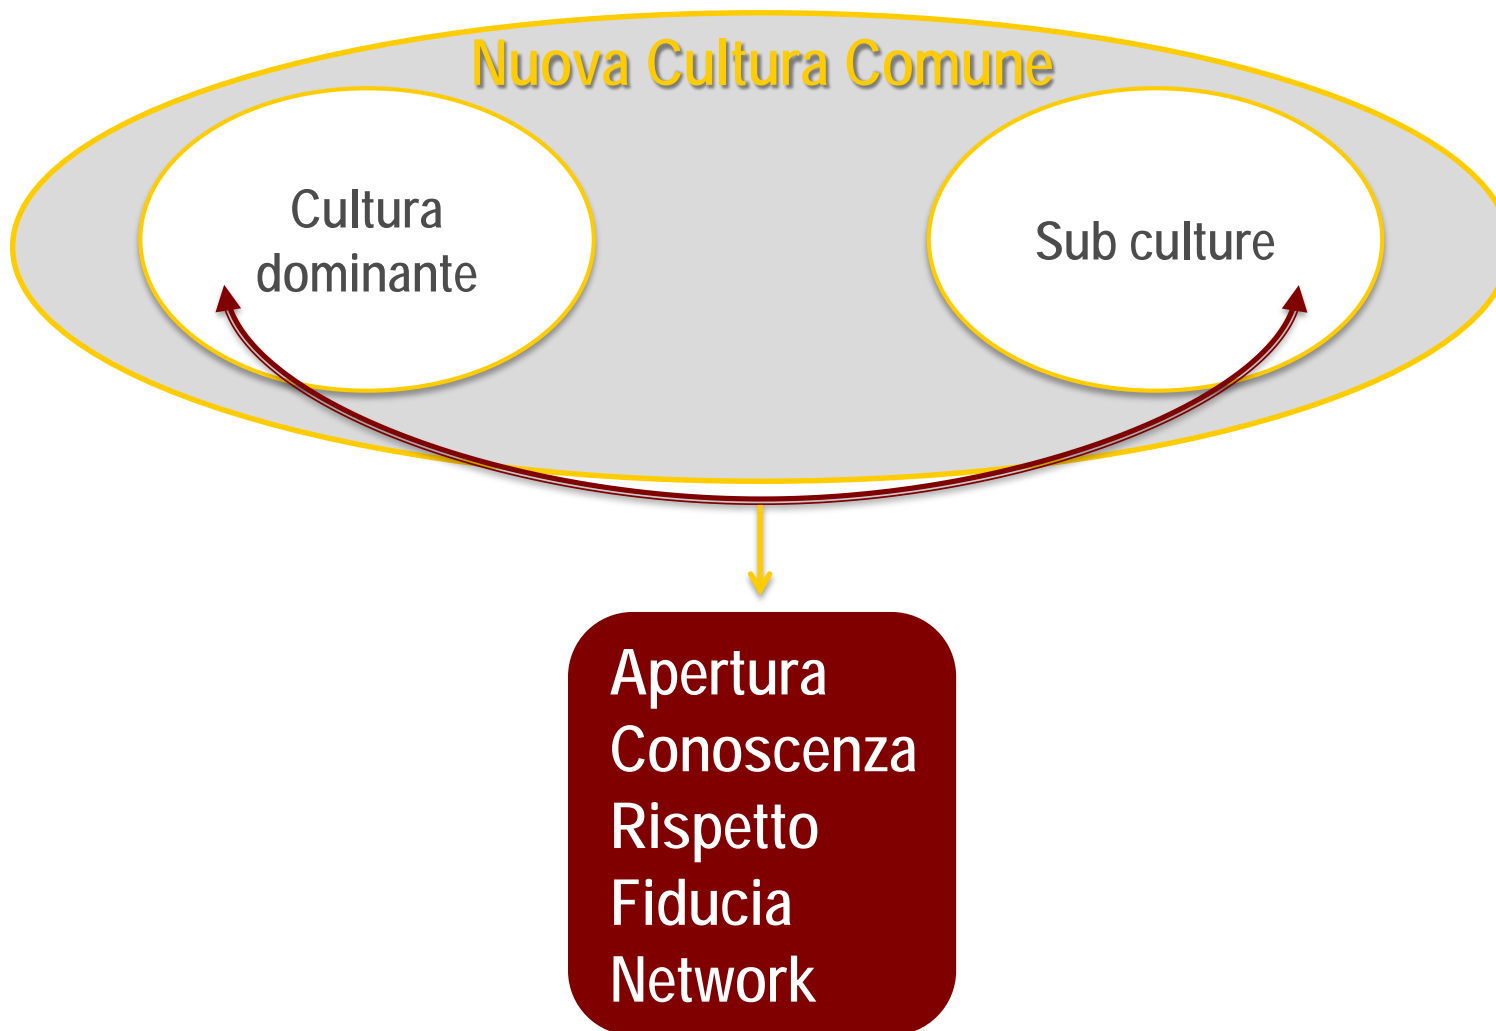 Nuova Cultura Comune
Cultura
dominante
Sub culture
Apertura
Conoscenza
Rispetto
Fiducia
Network